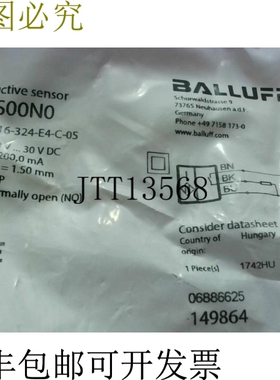 图必究
BALLUFF
ctive sensor
Schurwaldstrasse 9
73765 Neuhausen a.d.F.
Germany
Phone +49 7158 173-0
www.balluff.com
S00N0
16-324-E4-C-05
30 V DC
200,0 mA
= 1.50 mm
BN
BK
BU
JTT13568
rmally open (NO)
Consider datasheet
Country of Hungary
origin:
1 Piece(s) 1742HU
06886625
149864
丰包邮可开发票